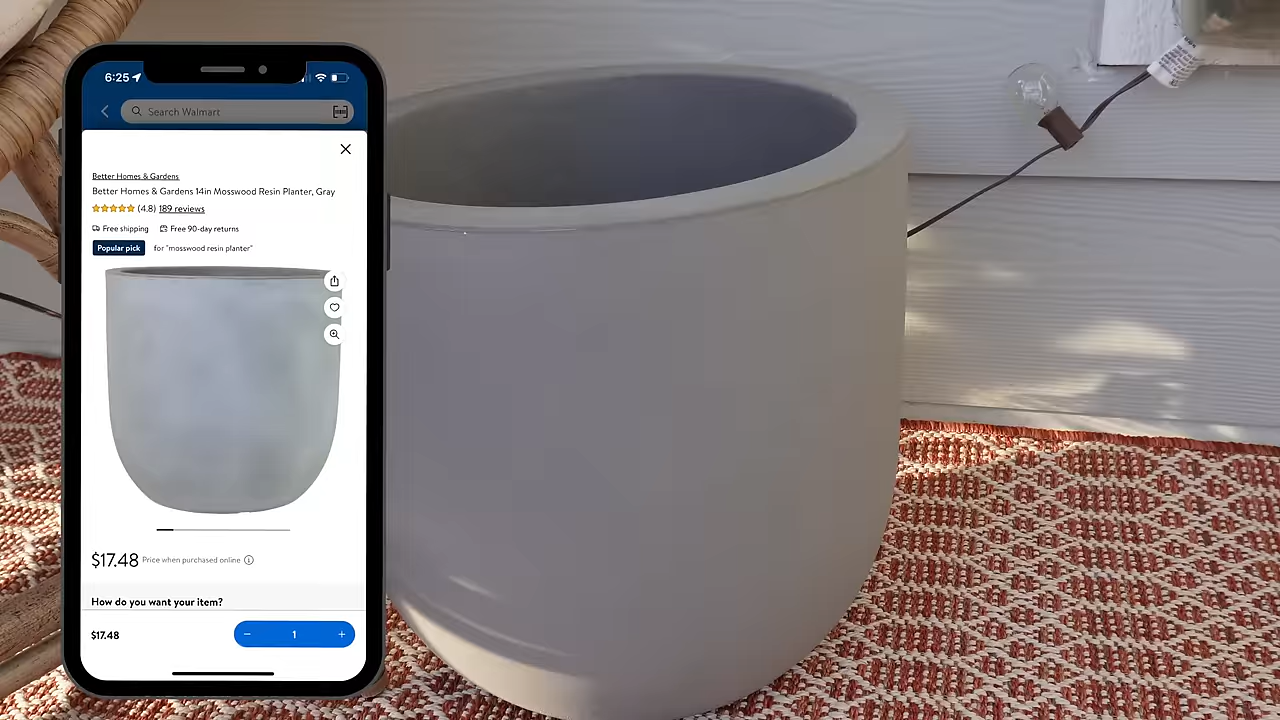 6:25
Search Walmart
Better Homes & Gardens
Better Homes & Gardens 14in Mosswood Resin Planter, Gray
(4.8) 189 reviews
Free shipping Free 90-day returns
Popular pick for "mosswood resin planter"
$17.48 Price when purchased online
How do you want your item?
$17.48
− 1 +